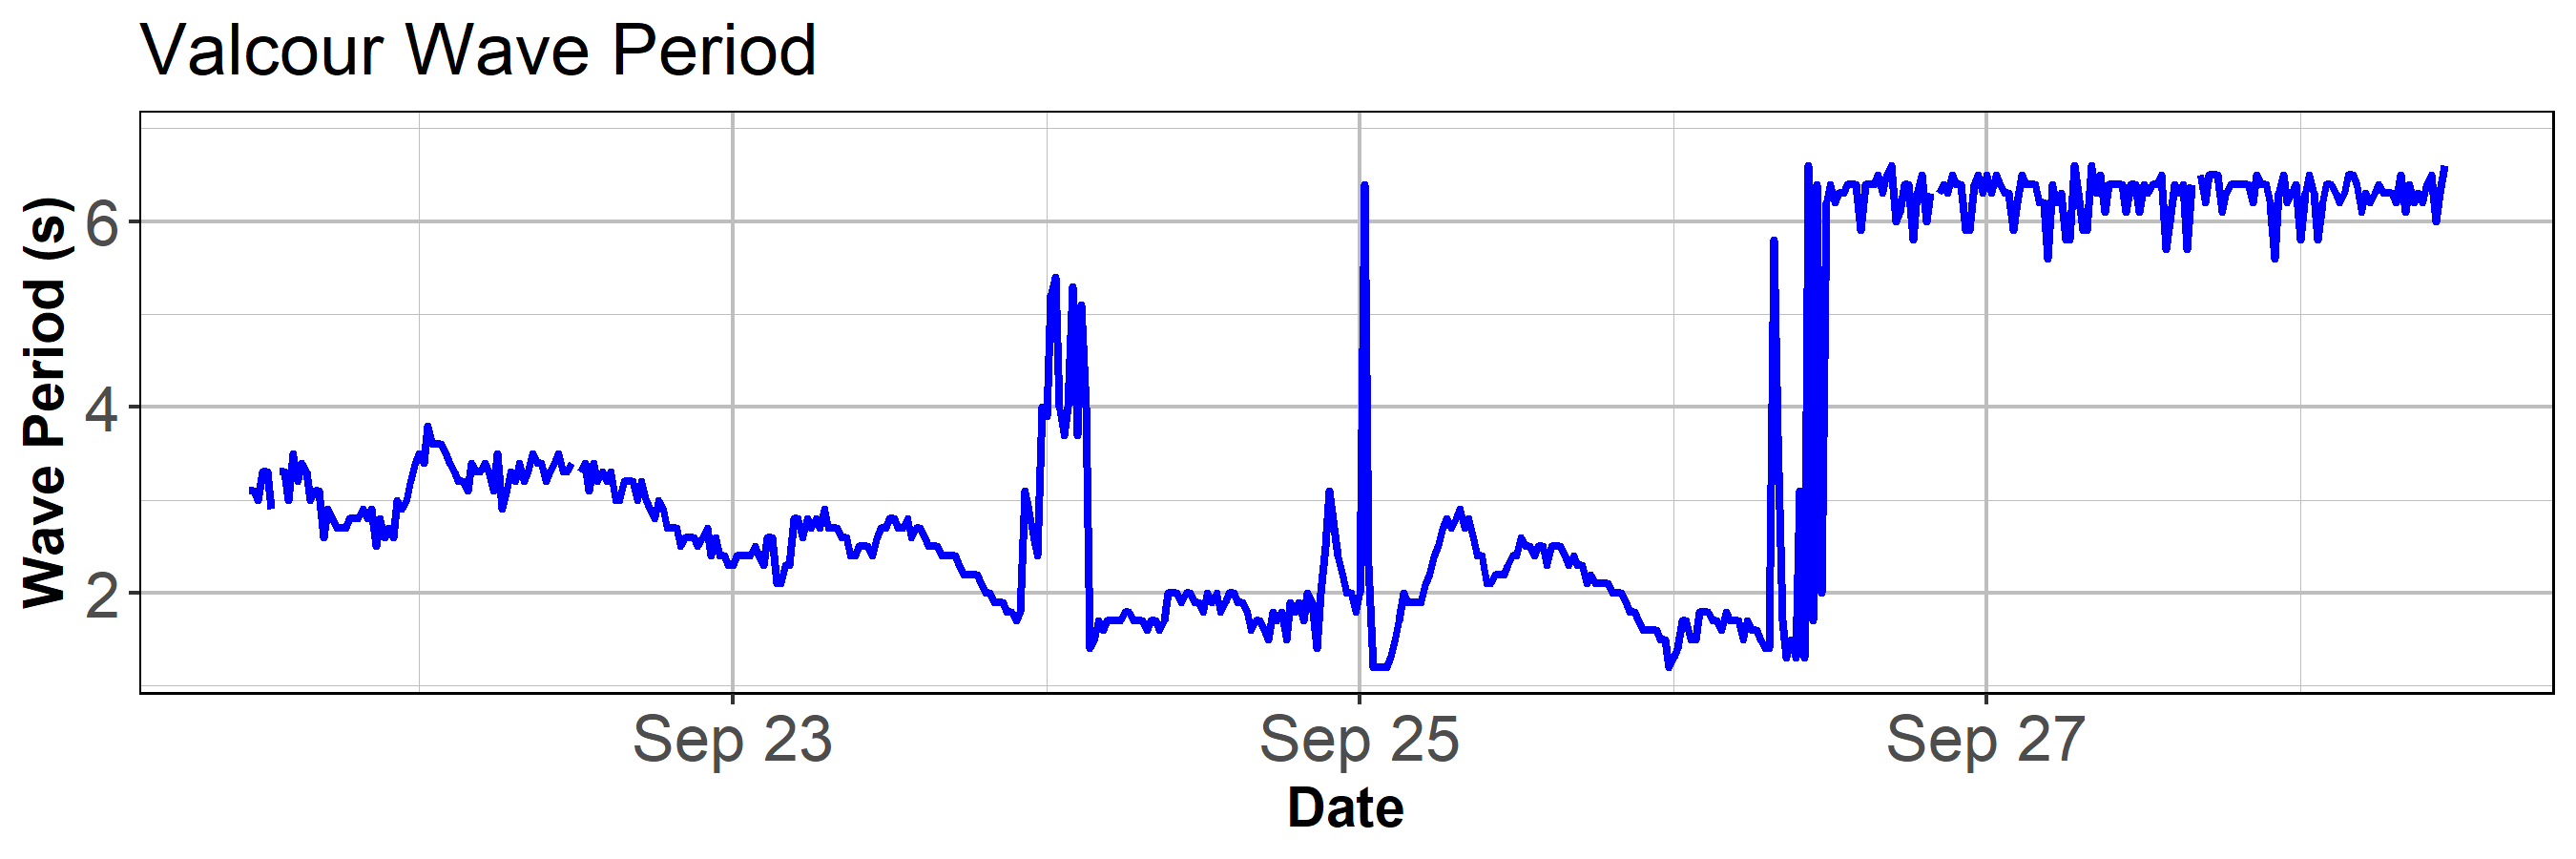 Valcour Wave Period
Wave Period (s)
6
4
2
Sep 23 Sep 25 Sep 27
Date